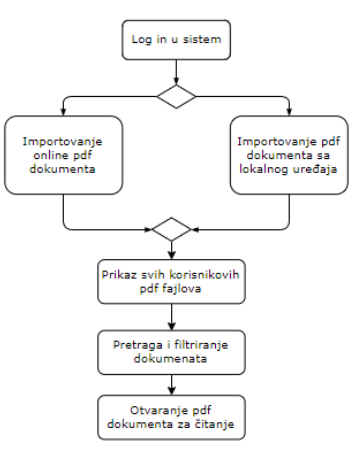 Log in u sistem
Importovanje
online pdf
dokumenta
Importovanje pdf
dokumenta sa
lokalnog uređaja
Prikaz svih korisnikovih
pdf fajlova
Pretraga i filtriranje
dokumenata
Otvaranje pdf
dokumenta za čitanje